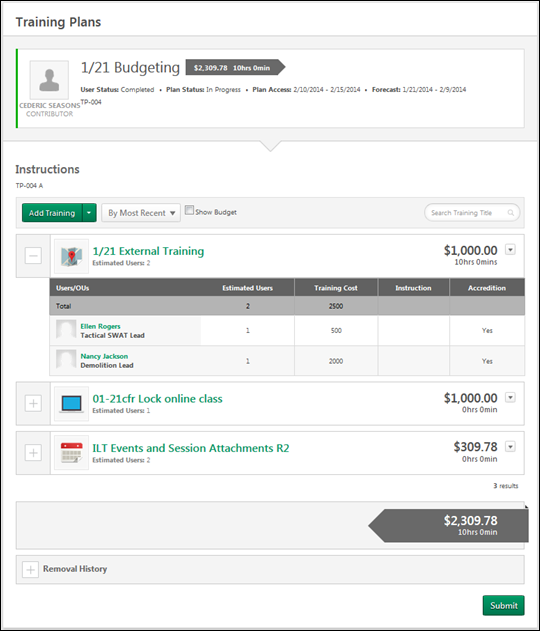 Training Plans
1/21 Budgeting $2,309.78 10hrs 0min
User Status: Completed • Plan Status: In Progress • Plan Access: 2/10/2014 - 2/15/2014 • Forecast: 1/21/2014 - 2/9/2014
CEDERIC SEASONS TP-004
CONTRIBUTOR
Instructions
TP-004 A
Add Training By Most Recent Show Budget Search Training Title
1/21 External Training $1,000.00
Estimated Users: 2 10hrs 0mins
Users/OUs Estimated Users Training Cost Instruction Accredition
Total 2 2500
Ellen Rogers
Tactical SWAT Lead 1 500 Yes
Nancy Jackson
Demolition Lead 1 2000 Yes
01-21cfr Lock online class $1,000.00
Estimated Users: 1 0hrs 0min
ILT Events and Session Attachments R2 $309.78
Estimated Users: 2 0hrs 0min
3 results
$2,309.78
10hrs 0min
Removal History
Submit